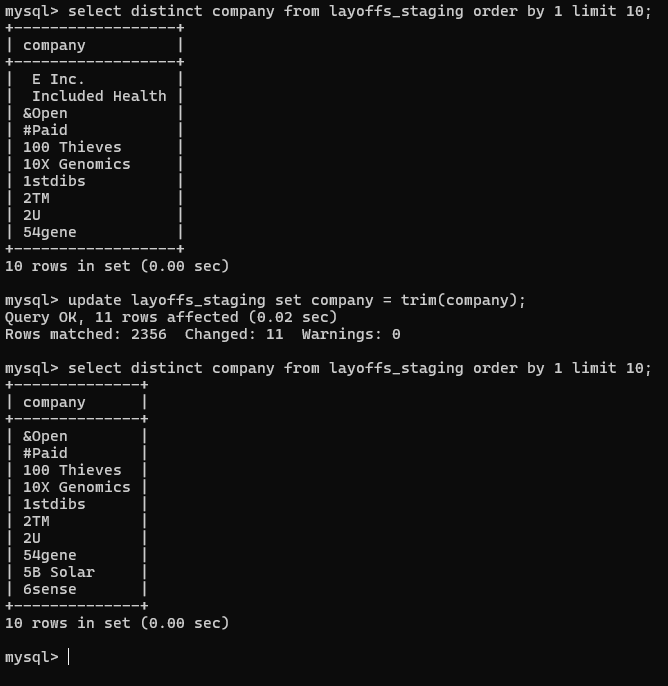 mysql> select distinct company from layoffs_staging order by 1 limit 10;
+------------------+
| company          |
+------------------+
|  E Inc.          |
|  Included Health |
| &Open            |
| #Paid            |
| 100 Thieves      |
| 10X Genomics     |
| 1stdibs          |
| 2TM              |
| 2U               |
| 54gene           |
+------------------+
10 rows in set (0.00 sec)

mysql> update layoffs_staging set company = trim(company);
Query OK, 11 rows affected (0.02 sec)
Rows matched: 2356  Changed: 11  Warnings: 0

mysql> select distinct company from layoffs_staging order by 1 limit 10;
+--------------+
| company      |
+--------------+
| &Open        |
| #Paid        |
| 100 Thieves  |
| 10X Genomics |
| 1stdibs      |
| 2TM          |
| 2U           |
| 54gene       |
| 5B Solar     |
| 6sense       |
+--------------+
10 rows in set (0.00 sec)

mysql>